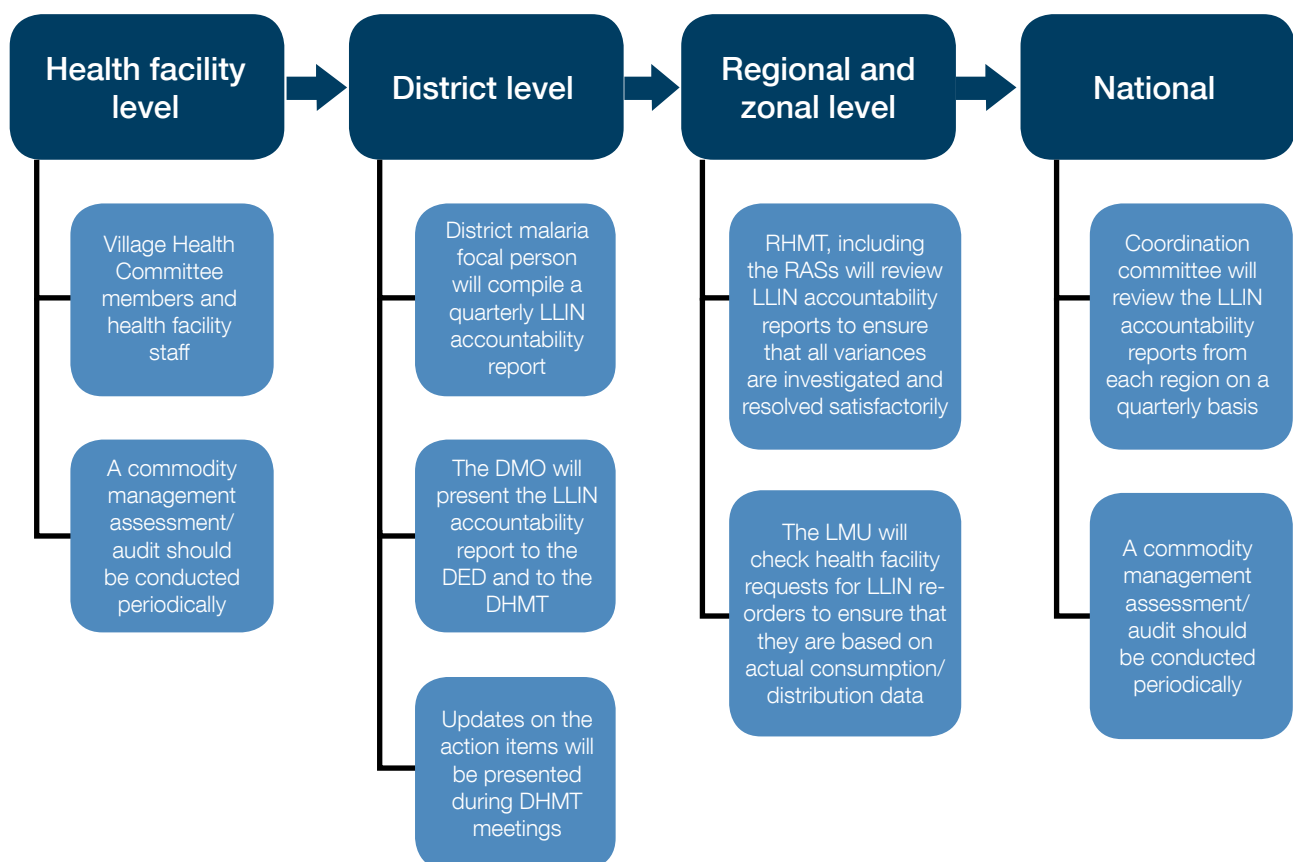 Health facility
level
Village Health
Committee
members and
health facility
staff
A commodity
management
assessment/
audit should
be conducted
periodically
District level
District malaria
focal person
will compile a
quarterly LLIN
accountability
report
The DMO will
present the LLIN
accountability
report to the
DED and to the
DHMT
Updates on the
action items will
be presented
during DHMT
meetings
Regional and
zonal level
RHMT, including
the RASs will review
LLIN accountability
reports to ensure
that all variances
are investigated and
resolved satisfactorily
The LMU will
check health facility
requests for LLIN re-
orders to ensure that
they are based on
actual consumption/
distribution data
National
Coordination
committee will
review the LLIN
accountability
reports from
each region on a
quarterly basis
A commodity
management
assessment/
audit should
be conducted
periodically